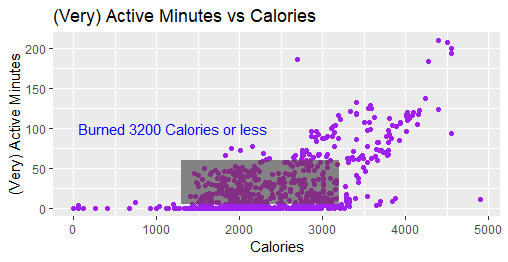 (Very) Active Minutes vs Calories
(Very) Active Minutes
200
150
100
50
0
Burned 3200 Calories or less
0 1000 2000 3000 4000 5000
Calories